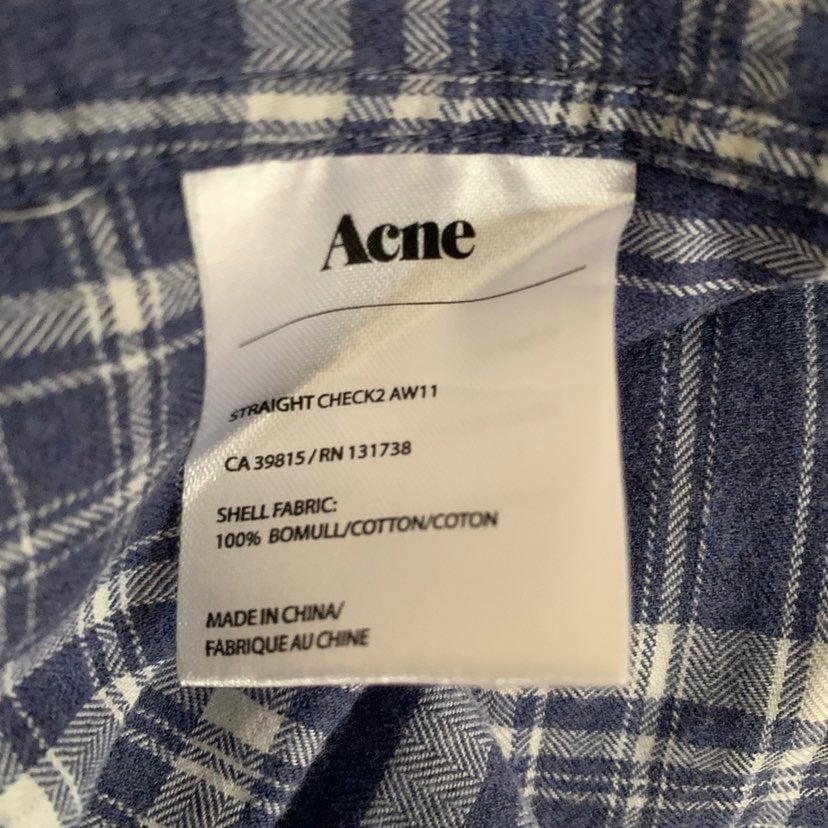 Acne
STRAIGHT CHECK2 AW11
CA 39815 / RN 131738
SHELL FABRIC:
100% BOMULL/COTTON/COTON
MADE IN CHINA/
FABRIQUE AU CHINE